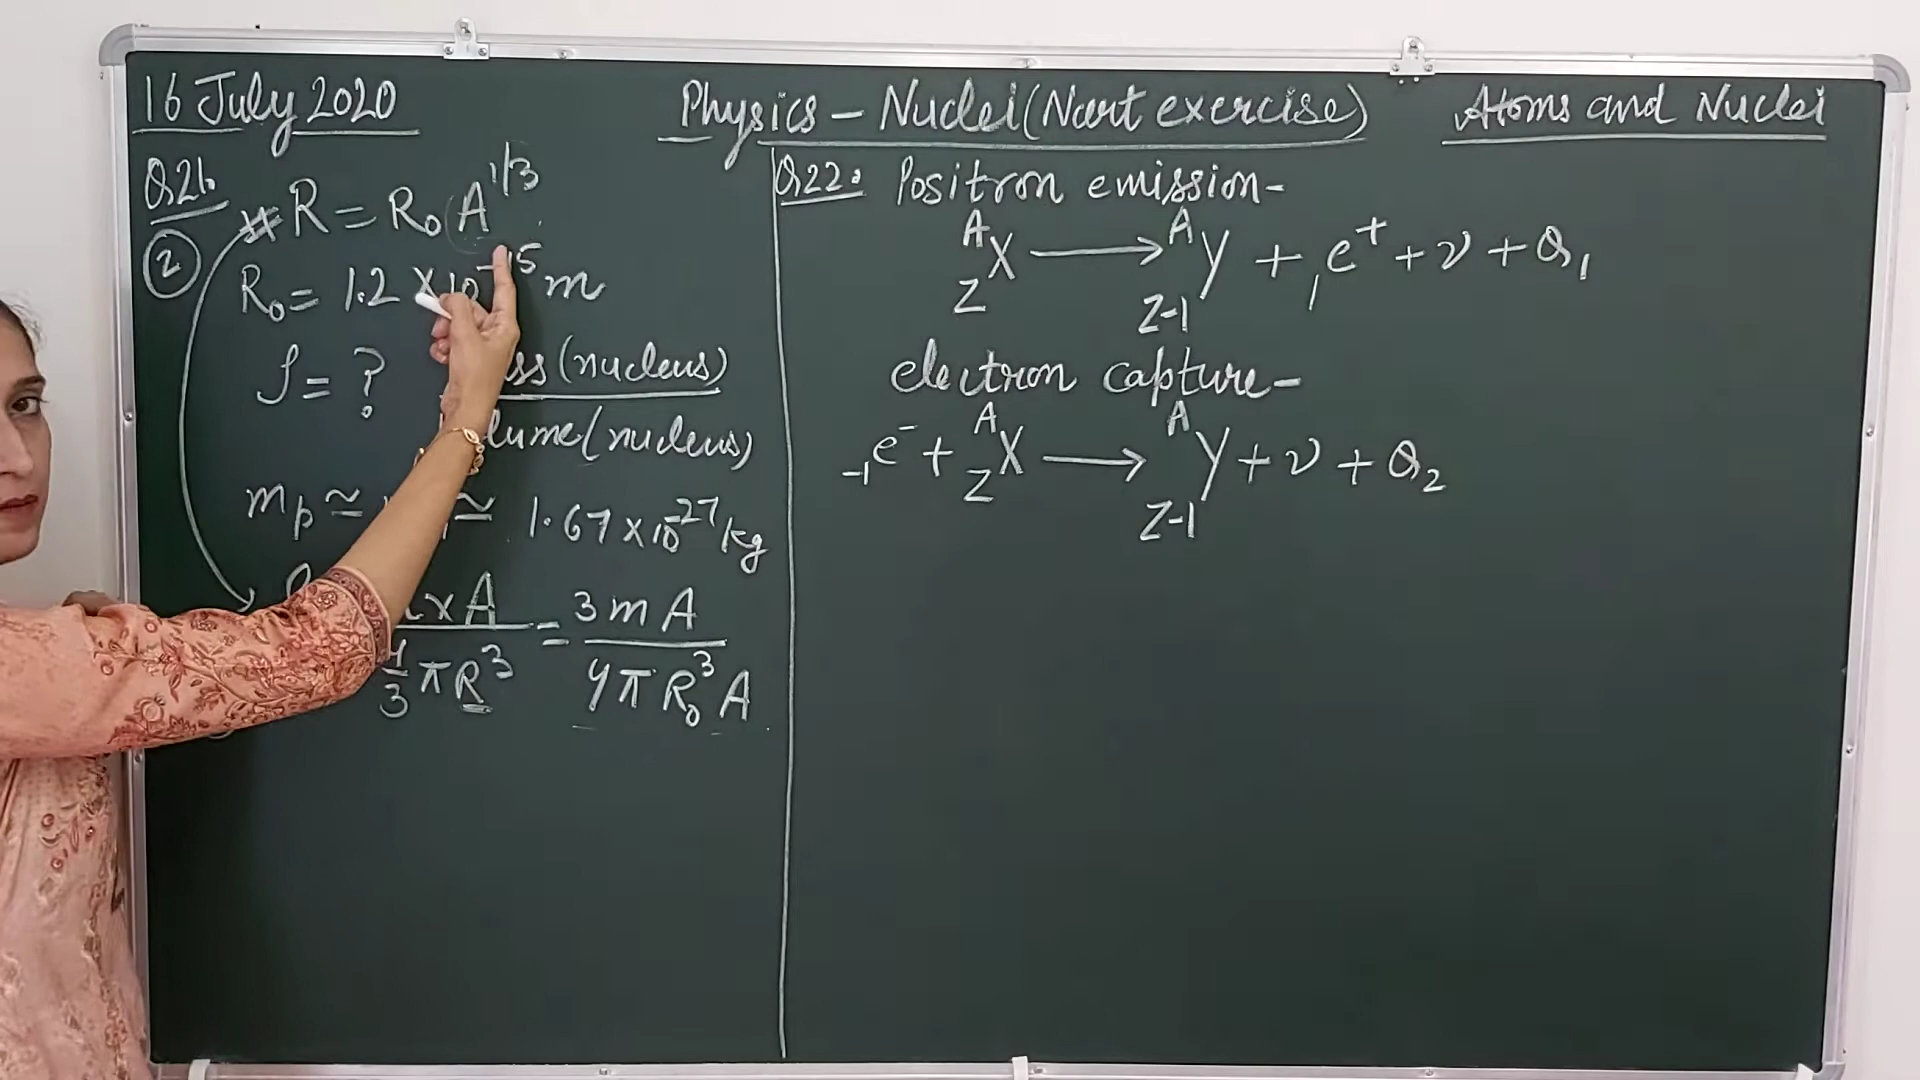 16 July 2020
Physics - Nuclei (Ncert exercise)
Atoms and Nuclei
Q21.
# R = R₀ A^1/3
②
R₀ = 1.2 × 10^-15 m
ρ = ?
(nucleus)
(nucleus)
mp ≃ ≃ 1.67 × 10^-27 kg
× A / 4/3 π R³ = 3 m A / 4 π R₀³ A
Q22: Positron emission-
^A_Z X ⟶ ^A_Z-1 Y + ₁e⁺ + ν + Q₁
electron capture-
₋₁e⁻ + ^A_Z X ⟶ ^A_Z-1 Y + ν + Q₂